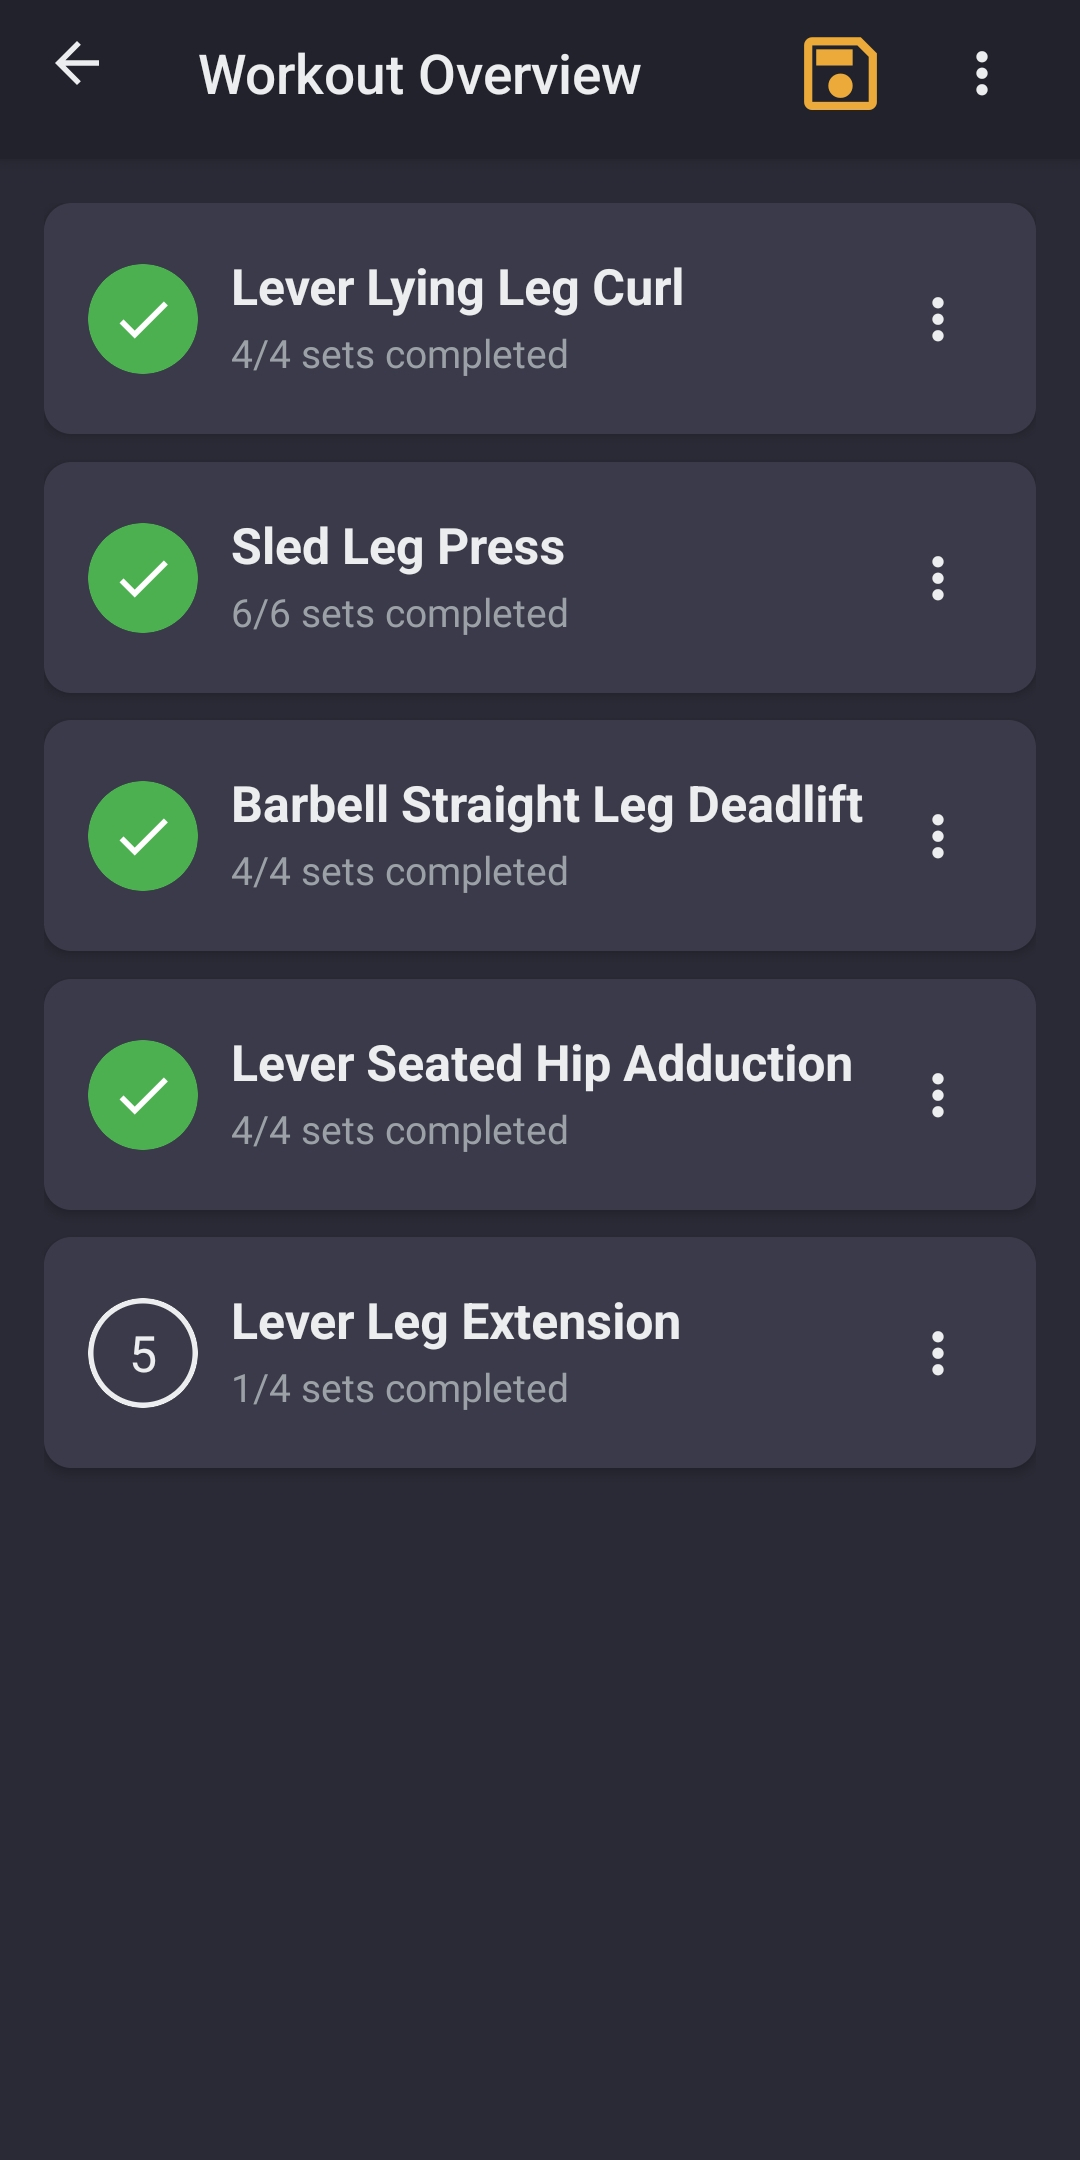 Workout Overview
Lever Lying Leg Curl
4/4 sets completed
Sled Leg Press
6/6 sets completed
Barbell Straight Leg Deadlift
4/4 sets completed
Lever Seated Hip Adduction
4/4 sets completed
5
Lever Leg Extension
1/4 sets completed